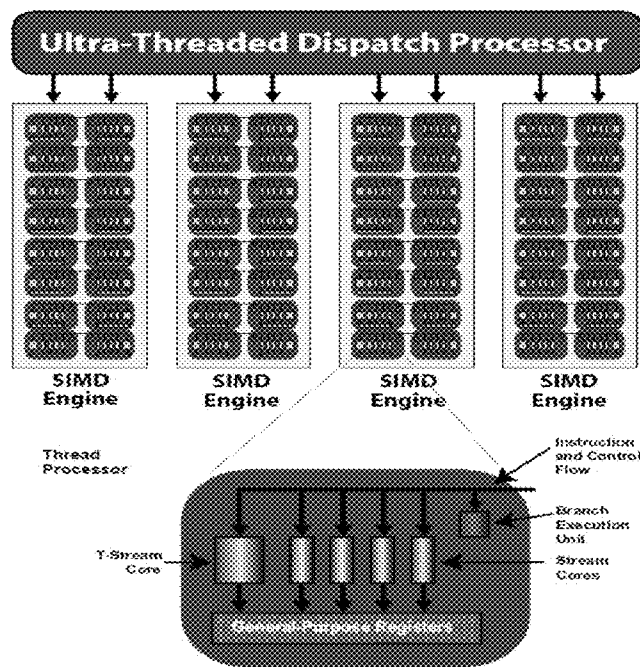 Ultra-Threaded Dispatch Processor
SIMD
Engine
SIMD
Engine
SIMD
Engine
SIMD
Engine
Thread
Processor
Instruction
and Control
Flow
Branch
Execution
Unit
T-Stream
Core
Stream
Cores
General-Purpose Registers